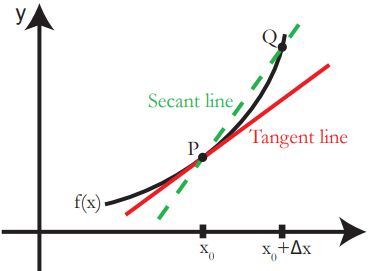 y
Q
Secant line
Tangent line
P
f(x)
x₀
x₀+Δx